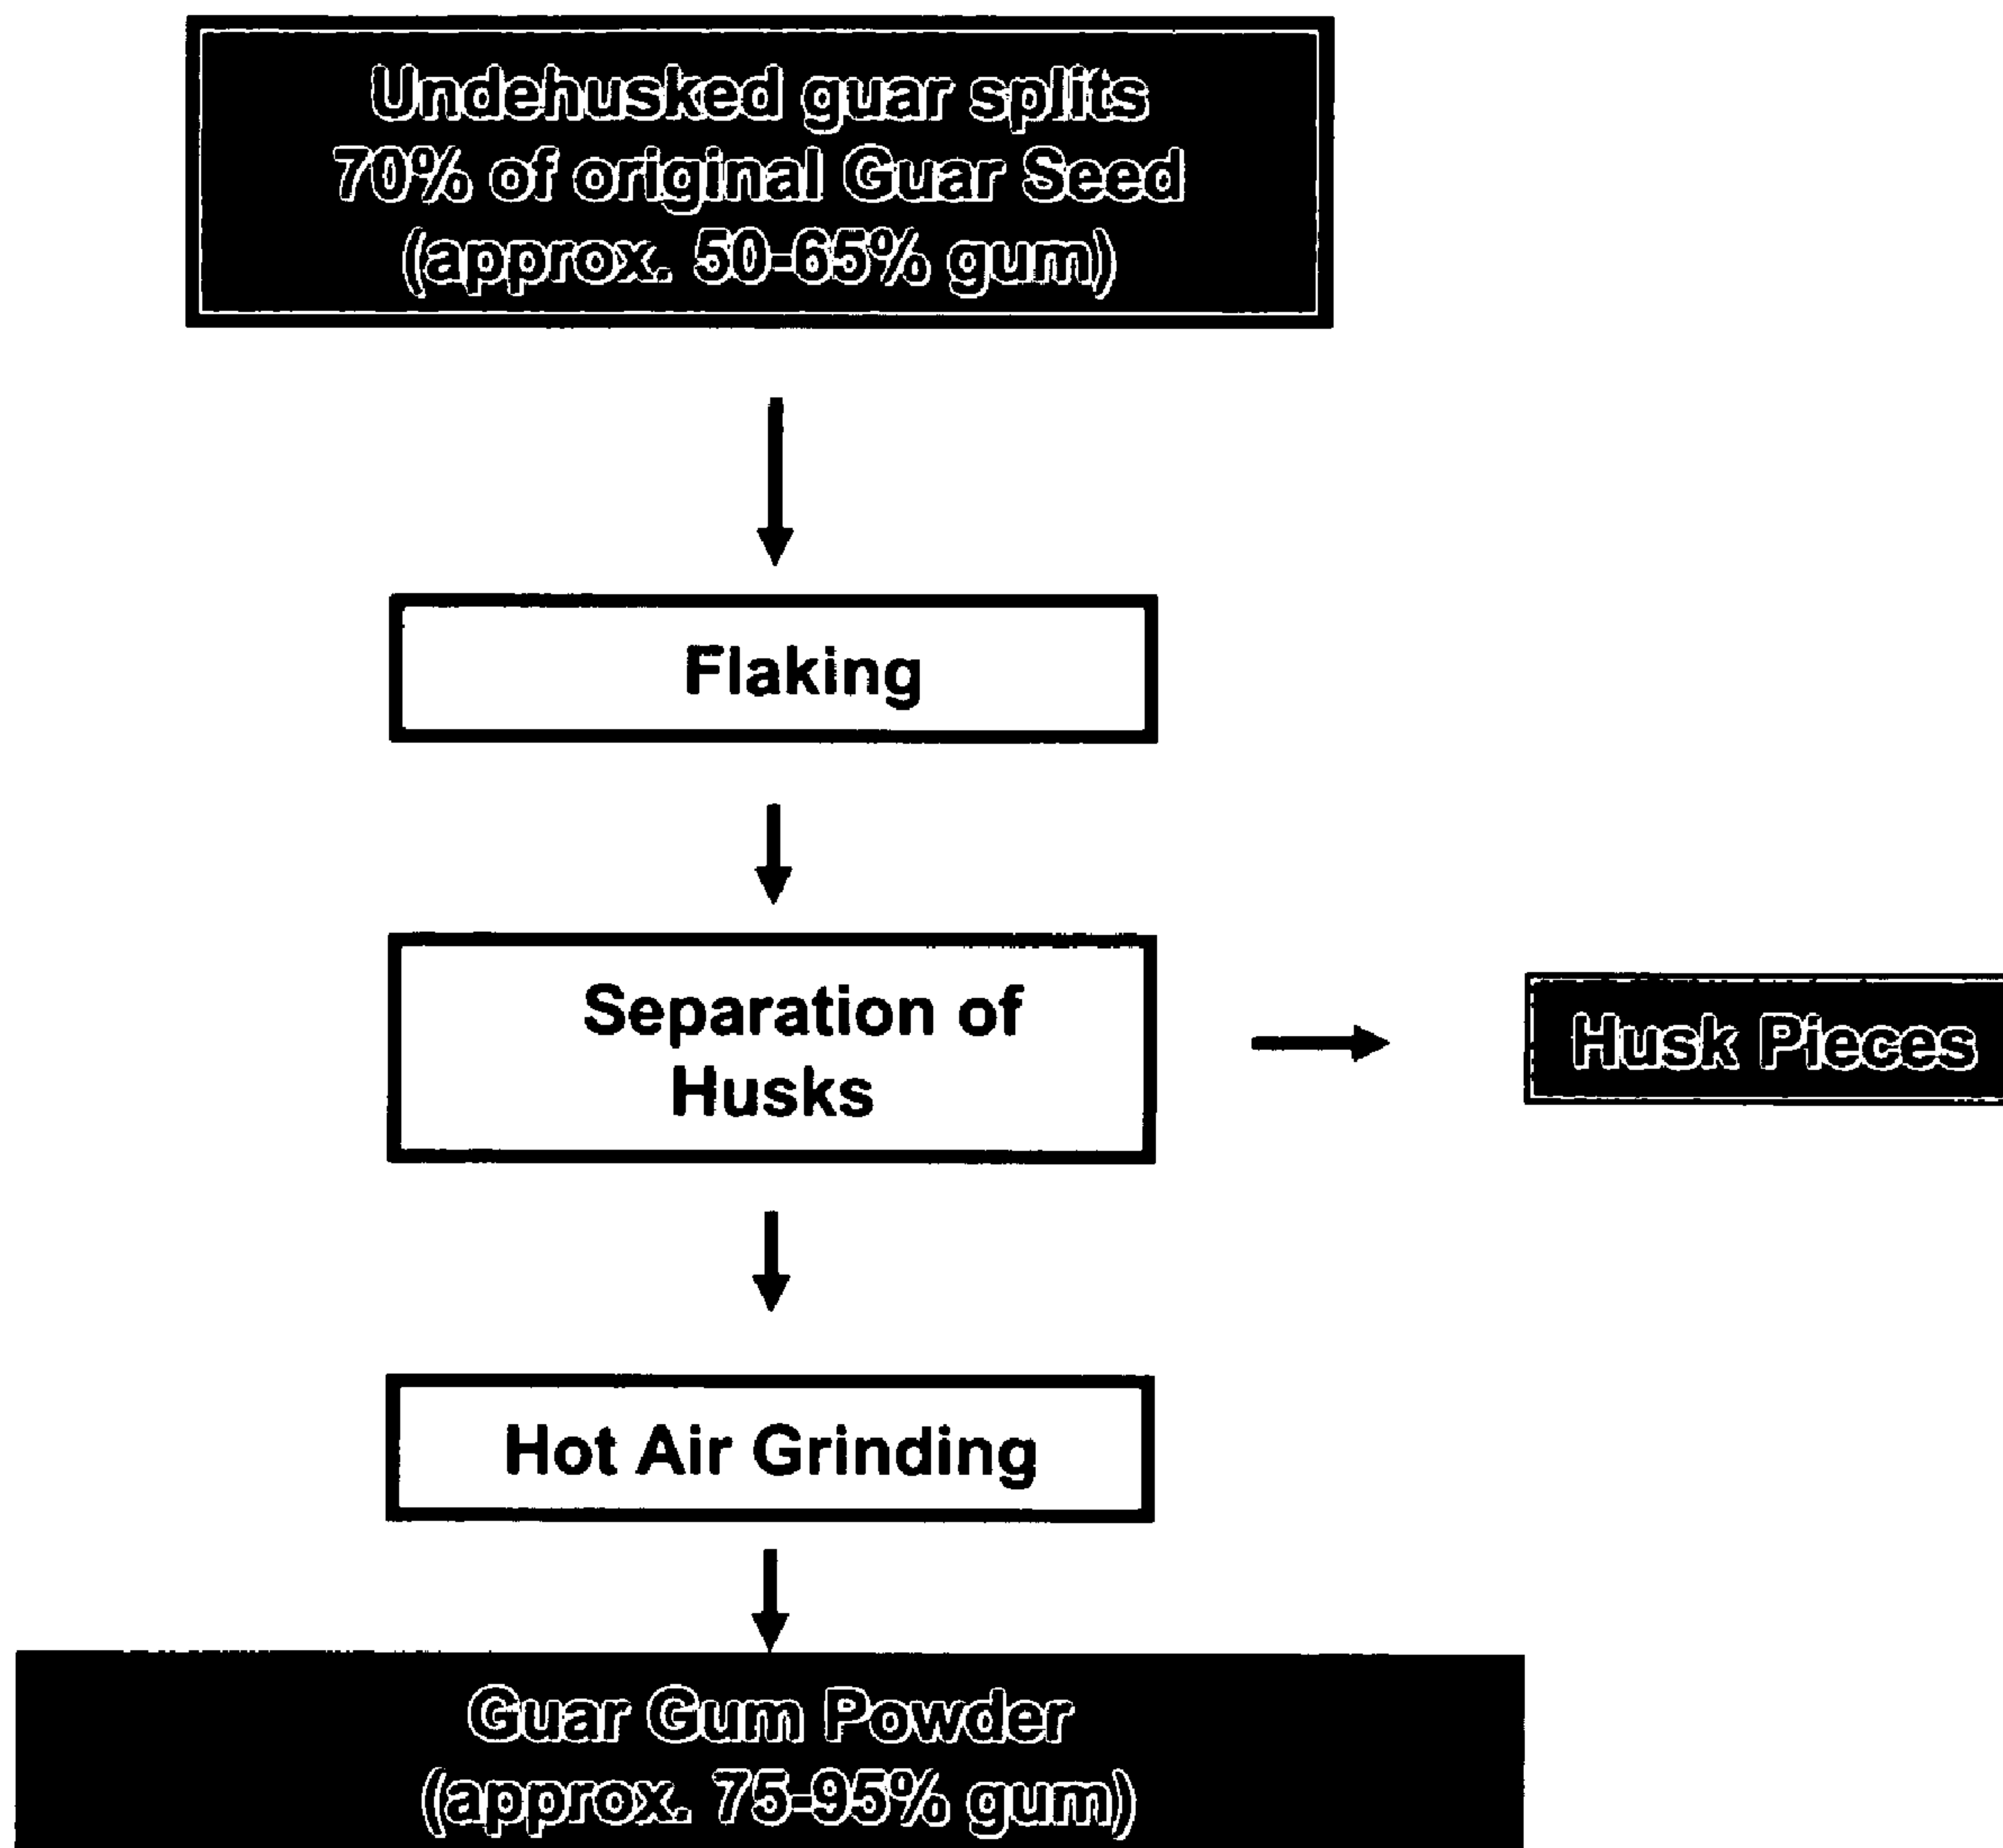 Undehusked guar splits
70% of original Guar Seed
(approx. 50-65% gum)
Flaking
Separation of
Husks
Husk Pieces
Hot Air Grinding
Guar Gum Powder
(approx. 75-95% gum)